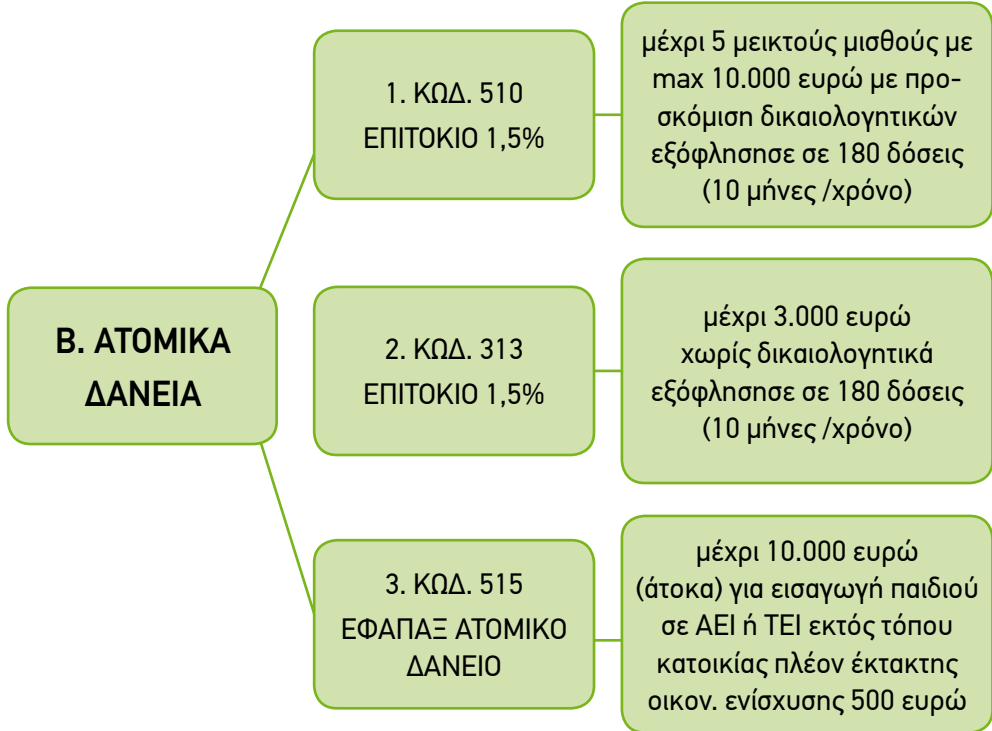 Β. ΑΤΟΜΙΚΑ
ΔΑΝΕΙΑ
1. ΚΩΔ. 510
ΕΠΙΤΟΚΙΟ 1,5%
μέχρι 5 μεικτούς μισθούς με
max 10.000 ευρώ με προ-
σκόμιση δικαιολογητικών
εξόφλησησε σε 180 δόσεις
(10 μήνες /χρόνο)
2. ΚΩΔ. 313
ΕΠΙΤΟΚΙΟ 1,5%
μέχρι 3.000 ευρώ
χωρίς δικαιολογητικά
εξόφλησησε σε 180 δόσεις
(10 μήνες /χρόνο)
3. ΚΩΔ. 515
ΕΦΑΠΑΞ ΑΤΟΜΙΚΟ
ΔΑΝΕΙΟ
μέχρι 10.000 ευρώ
(άτοκα) για εισαγωγή παιδιού
σε ΑΕΙ ή ΤΕΙ εκτός τόπου
κατοικίας πλέον έκτακτης
οικον. ενίσχυσης 500 ευρώ